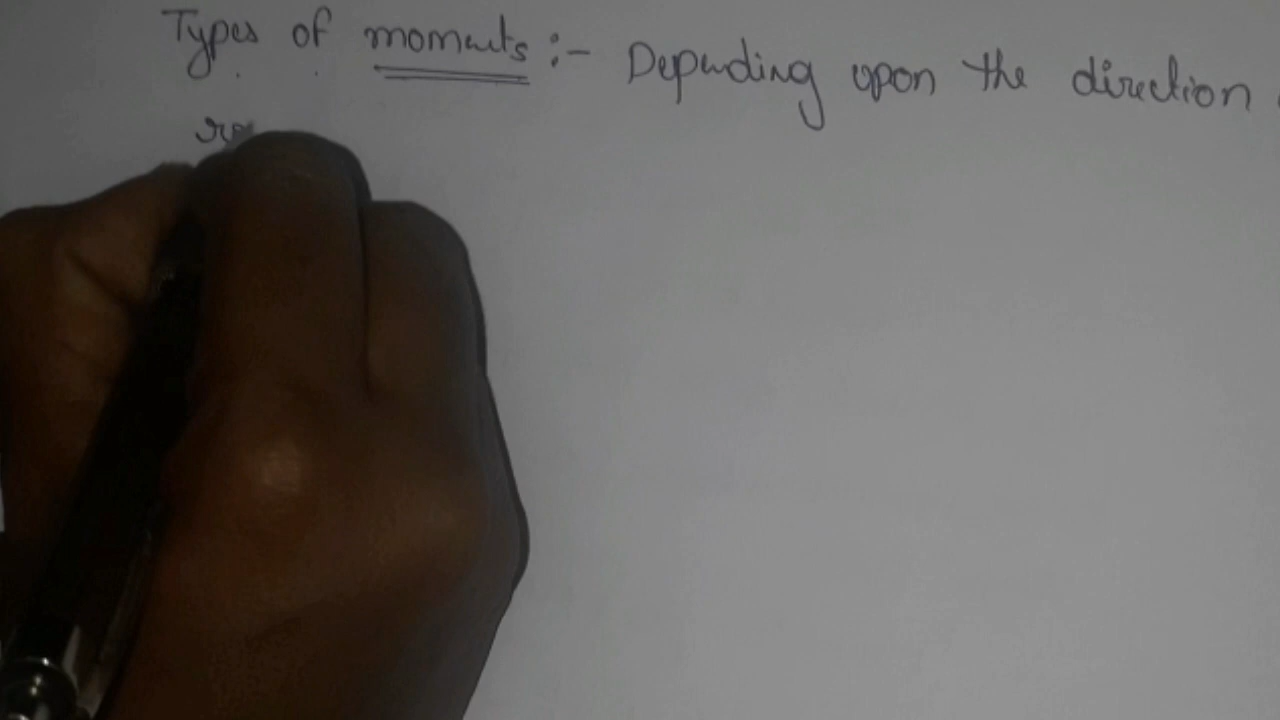 Types of moments :- Depending upon the direction